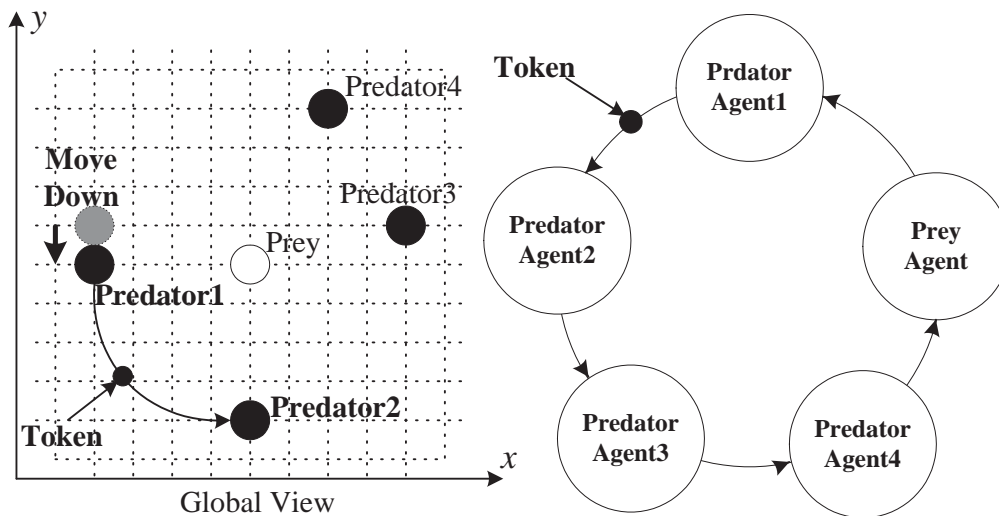 y
Predator4
Move
Down
Predator3
Prey
Predator1
Predator2
Token
x
Global View
Token
Prdator
Agent1
Predator
Agent2
Prey
Agent
Predator
Agent3
Predator
Agent4